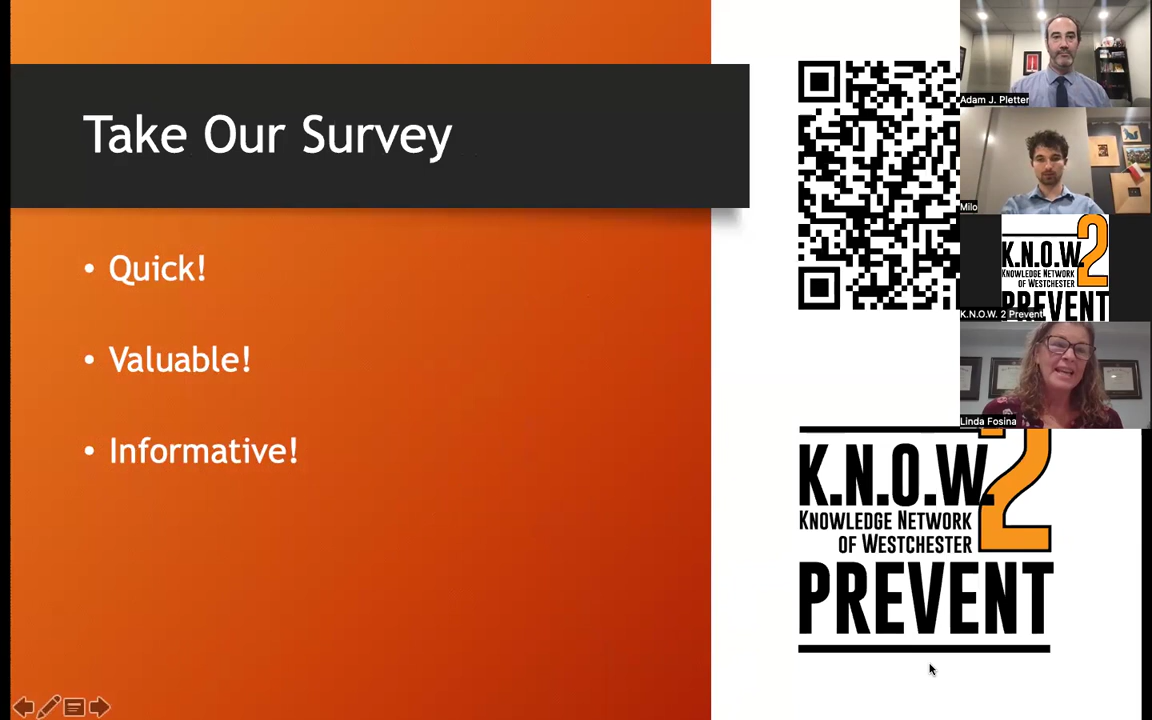 Take Our Survey
• Quick!
• Valuable!
• Informative!
Adam J. Pletter
Milo
K.N.O.W. 2
KNOWLEDGE NETWORK
OF WESTCHESTER
PREVENT
K.N.O.W. 2 Prevent
Linda Fosina
K.N.O.W. 2
KNOWLEDGE NETWORK
OF WESTCHESTER
PREVENT